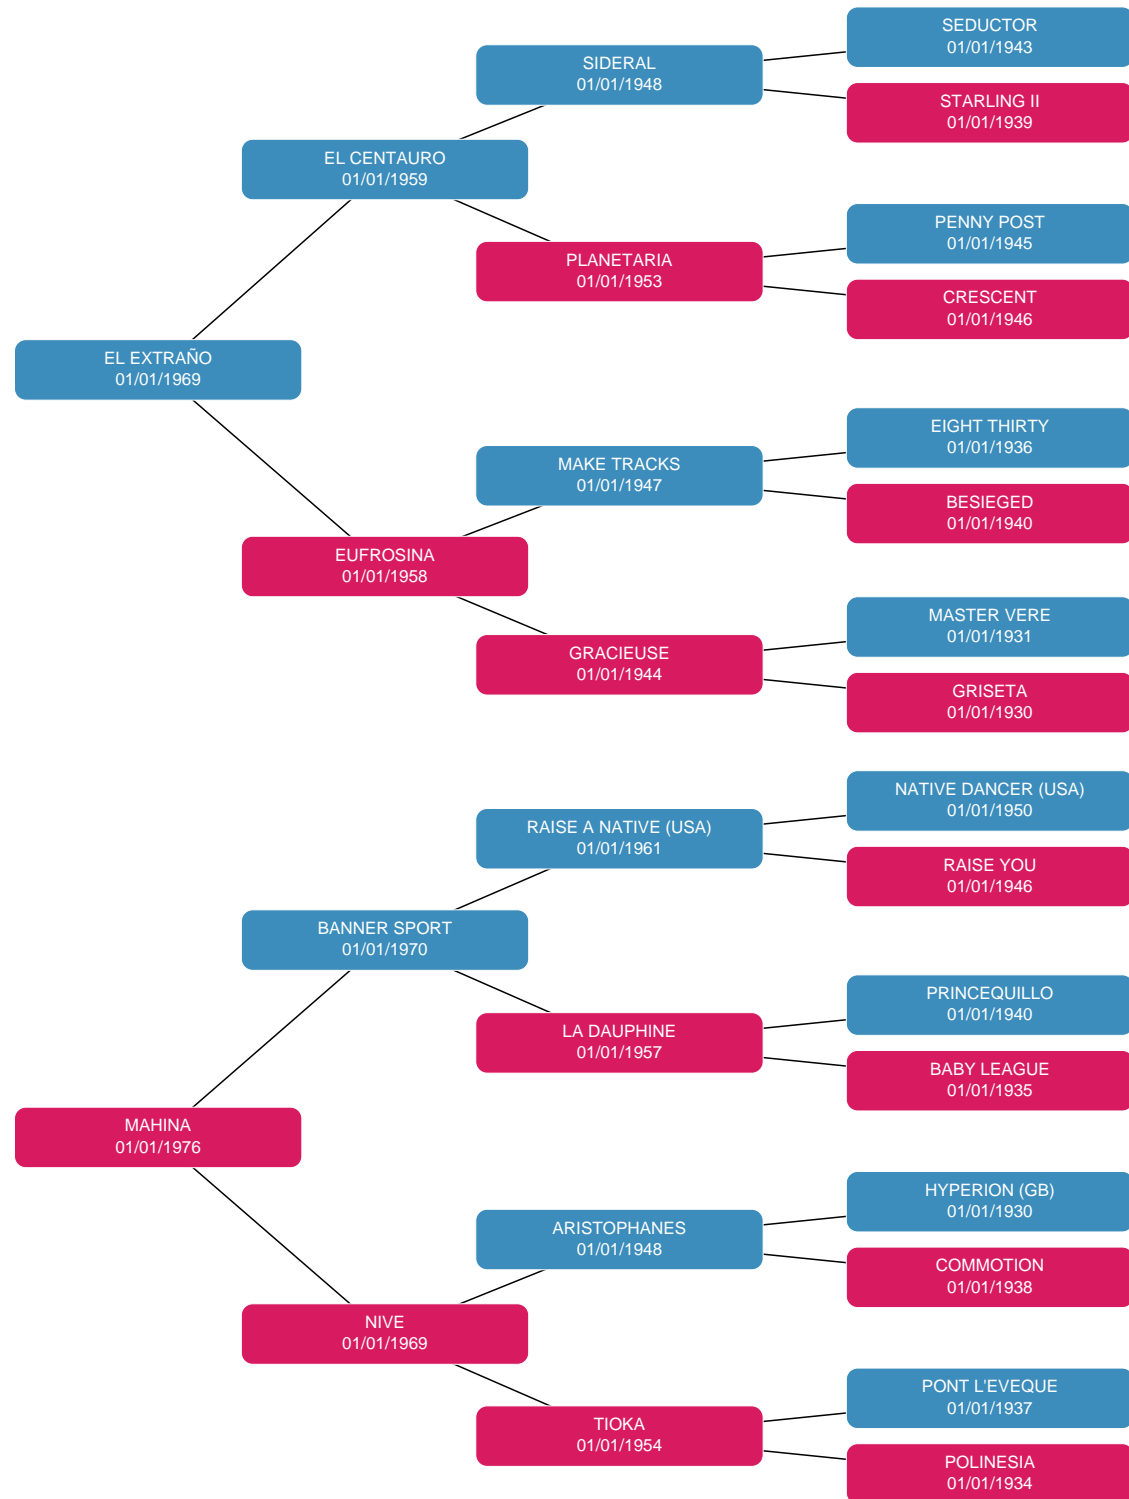 SEDUCTOR
01/01/1943
SIDERAL
01/01/1948
STARLING II
01/01/1939
EL CENTAURO
01/01/1959
PENNY POST
01/01/1945
PLANETARIA
01/01/1953
CRESCENT
01/01/1946
EL EXTRAÑO
01/01/1969
EIGHT THIRTY
01/01/1936
MAKE TRACKS
01/01/1947
BESIEGED
01/01/1940
EUFROSINA
01/01/1958
MASTER VERE
01/01/1931
GRACIEUSE
01/01/1944
GRISETA
01/01/1930
NATIVE DANCER (USA)
01/01/1950
RAISE A NATIVE (USA)
01/01/1961
RAISE YOU
01/01/1946
BANNER SPORT
01/01/1970
PRINCEQUILLO
01/01/1940
LA DAUPHINE
01/01/1957
BABY LEAGUE
01/01/1935
MAHINA
01/01/1976
HYPERION (GB)
01/01/1930
ARISTOPHANES
01/01/1948
COMMOTION
01/01/1938
NIVE
01/01/1969
PONT L'EVEQUE
01/01/1937
TIOKA
01/01/1954
POLINESIA
01/01/1934